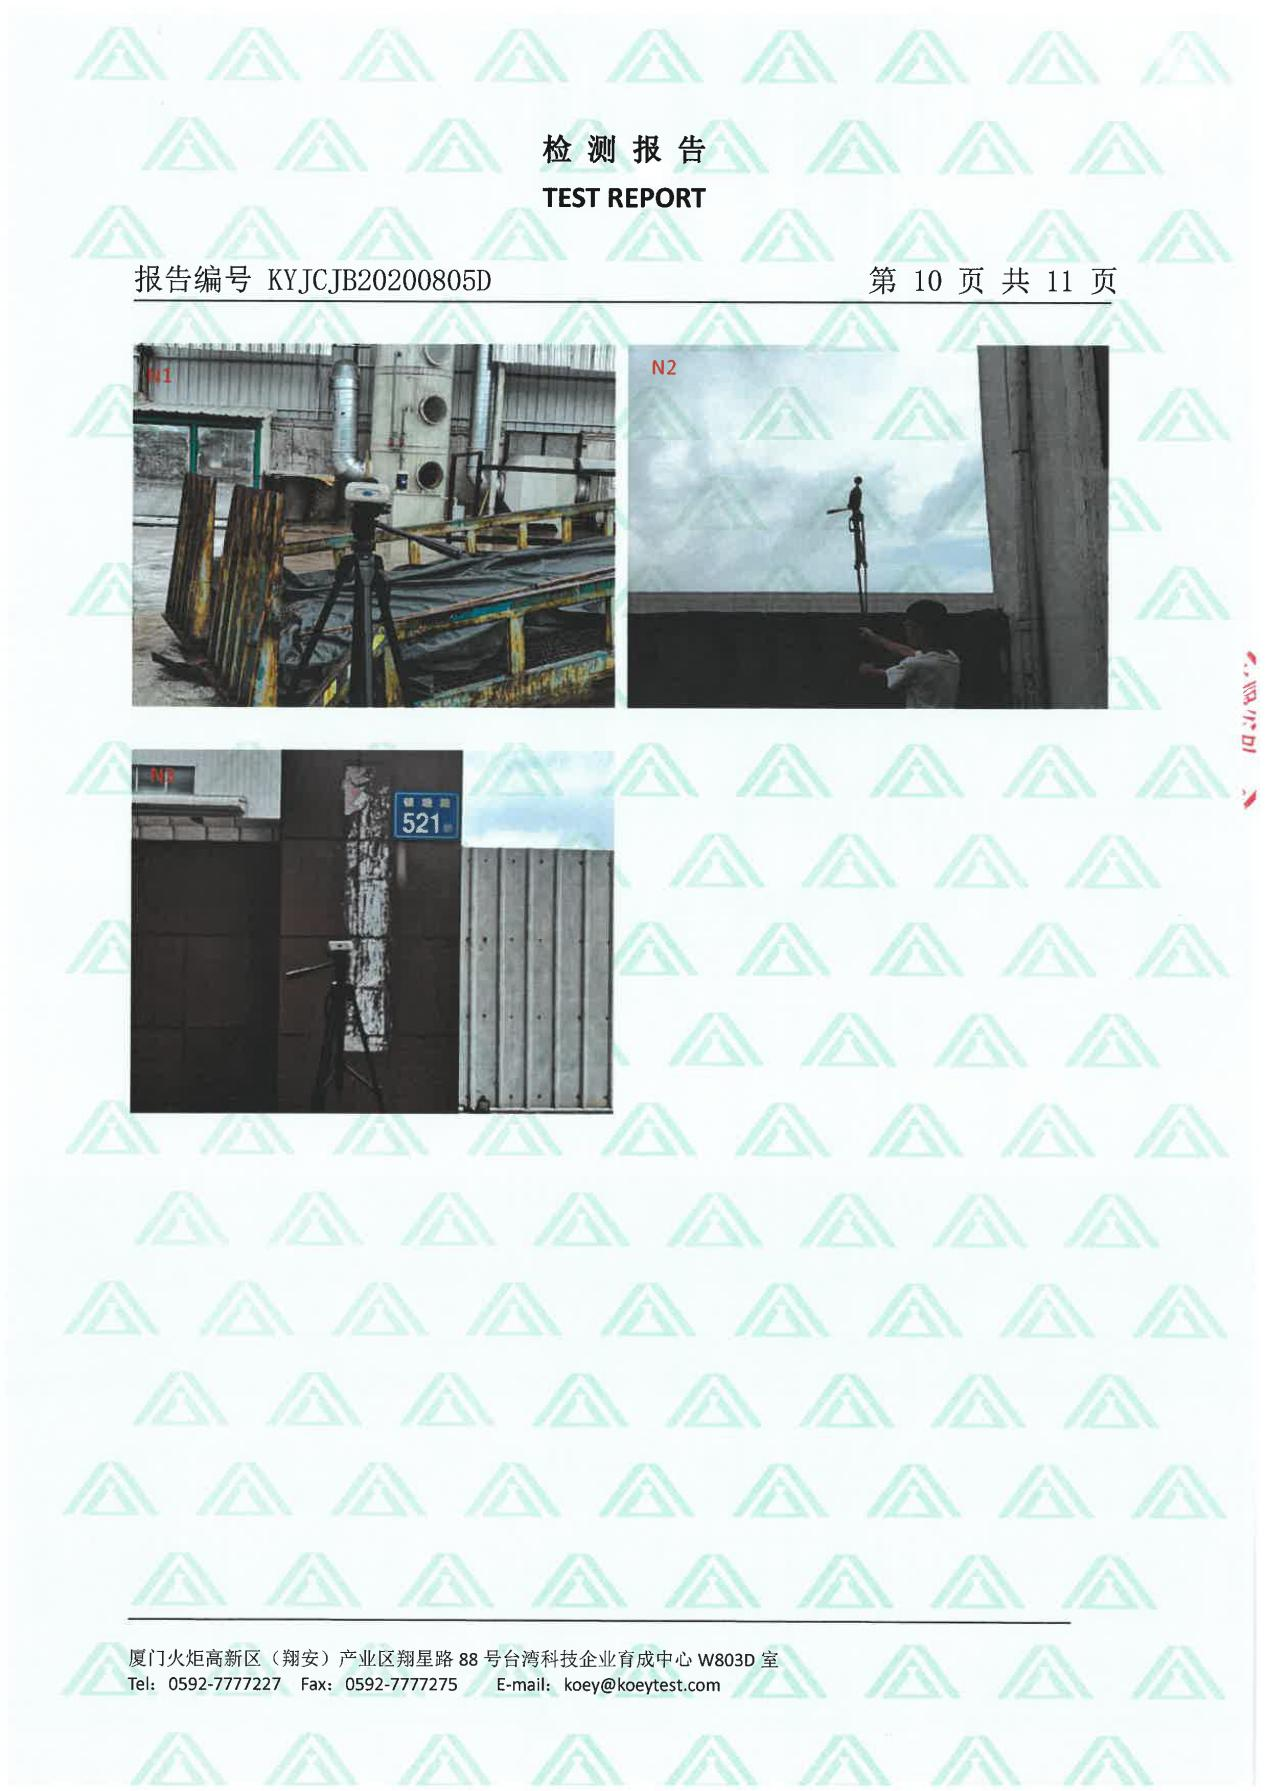 检测报告
TEST REPORT
报告编号 KYJCJB20200805D
第 10 页 共 11 页
N1
N2
N3
521
厦门火炬高新区（翔安）产业区翔星路 88 号台湾科技企业育成中心 W803D 室
Tel: 0592-7777227 Fax: 0592-7777275 E-mail: koey@koeytest.com